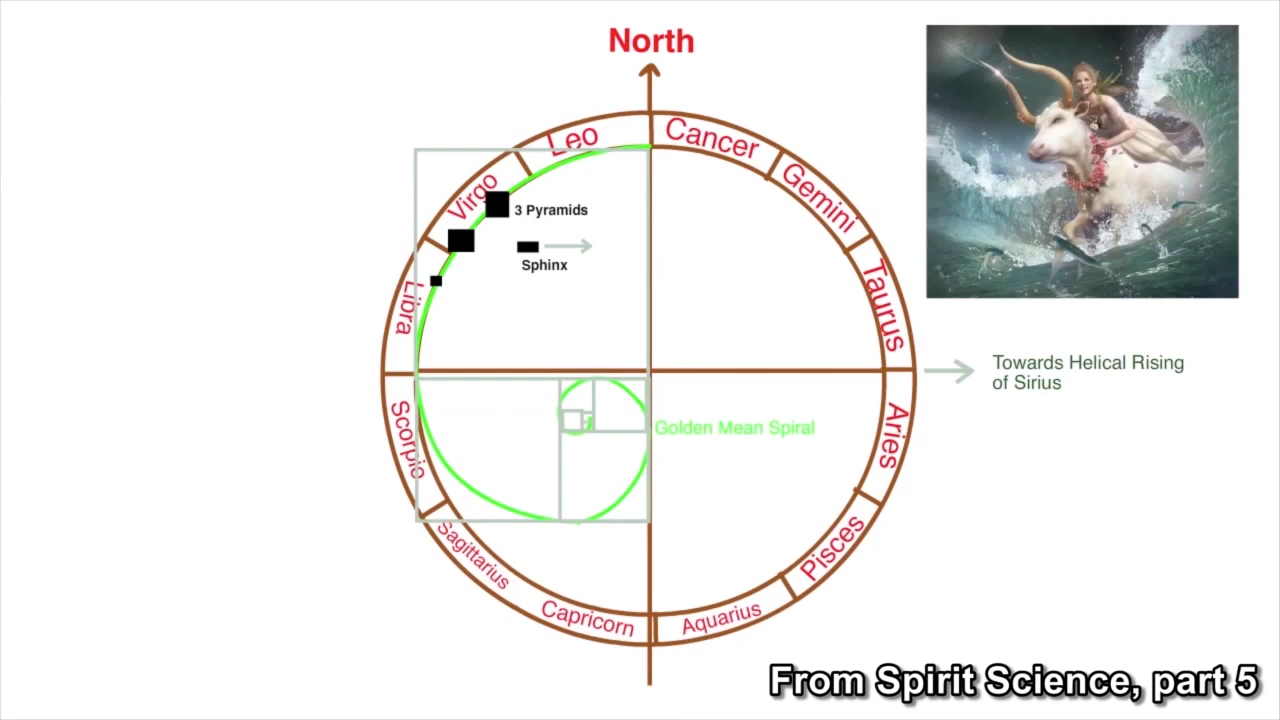 North
Leo
Cancer
Virgo
Gemini
3 Pyramids
Sphinx
Libra
Taurus
Towards Helical Rising
of Sirius
Scorpio
Golden Mean Spiral
Aries
Sagittarius
Pisces
Capricorn
Aquarius
From Spirit Science, part 5